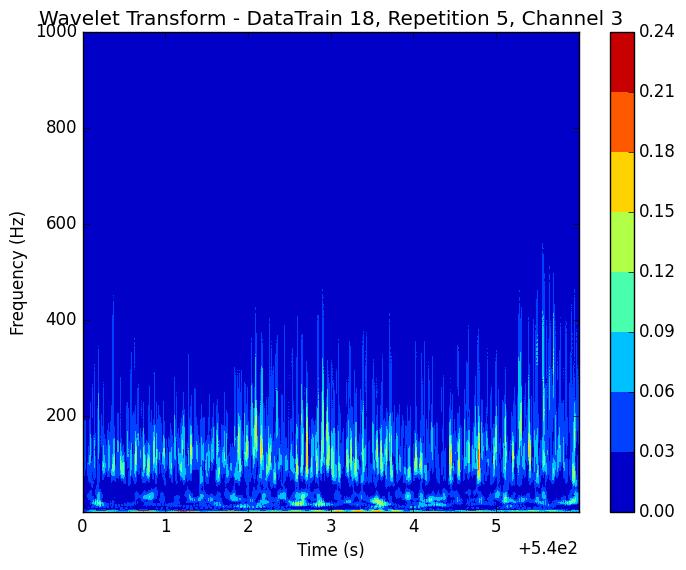 Wavelet Transform - DataTrain 18, Repetition 5, Channel 3
1000
800
600
400
200
Frequency (Hz)
0 1 2 3 4 5
Time (s)
+5.4e2
0.24
0.21
0.18
0.15
0.12
0.09
0.06
0.03
0.00